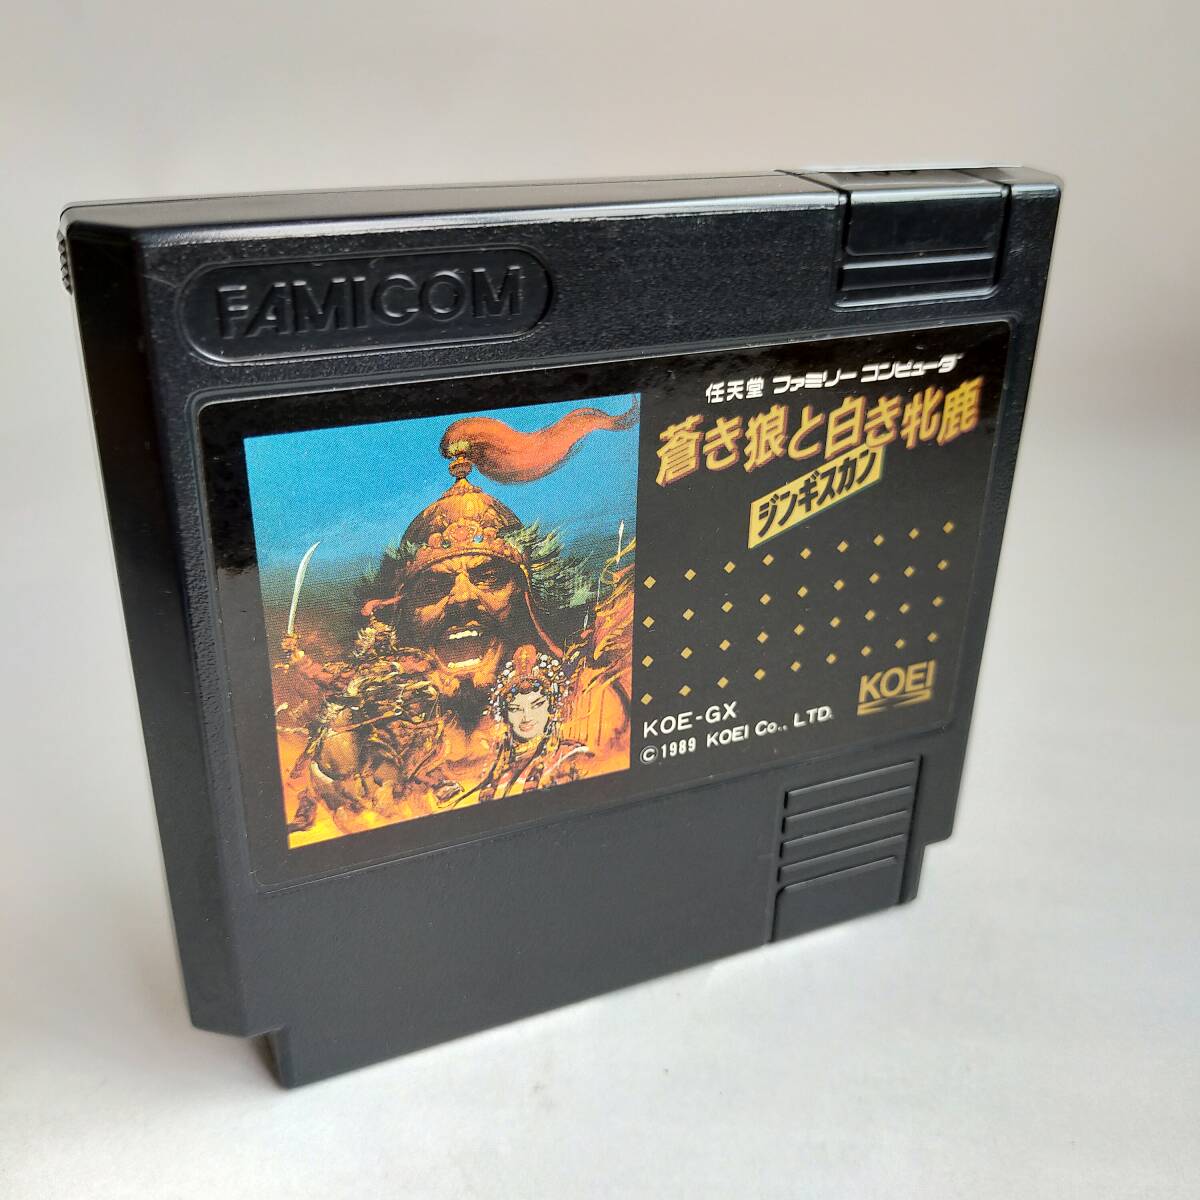 FAMICOM
任天堂 ファミリー コンピュータ
蒼き狼と白き牝鹿
ジンギスカン
KOEI
KOE-GX
©1989 KOEI Co., LTD.